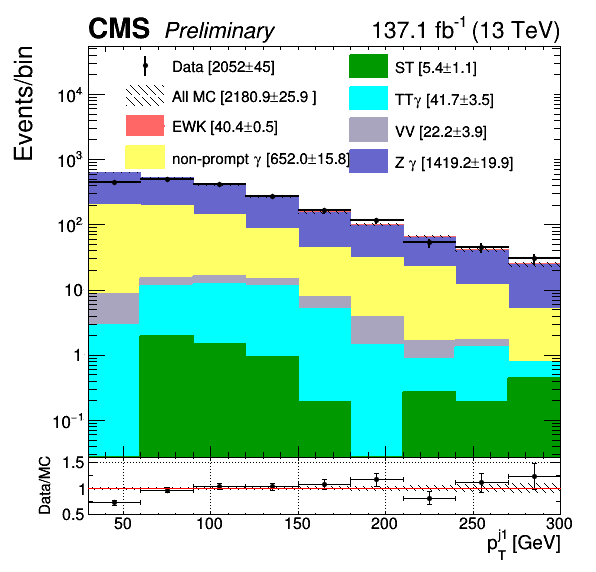 CMS Preliminary 137.1 fb⁻¹ (13 TeV)
Events/bin
Data [2052±45]
All MC [2180.9±25.9 ]
EWK [40.4±0.5]
non-prompt γ [652.0±15.8]
ST [5.4±1.1]
TTγ [41.7±3.5]
VV [22.2±3.9]
Z γ [1419.2±19.9]
10⁴
10³
10²
10
1
10⁻¹
Data/MC
1.5
1
0.5
50 100 150 200 250 300
p_T^j1 [GeV]